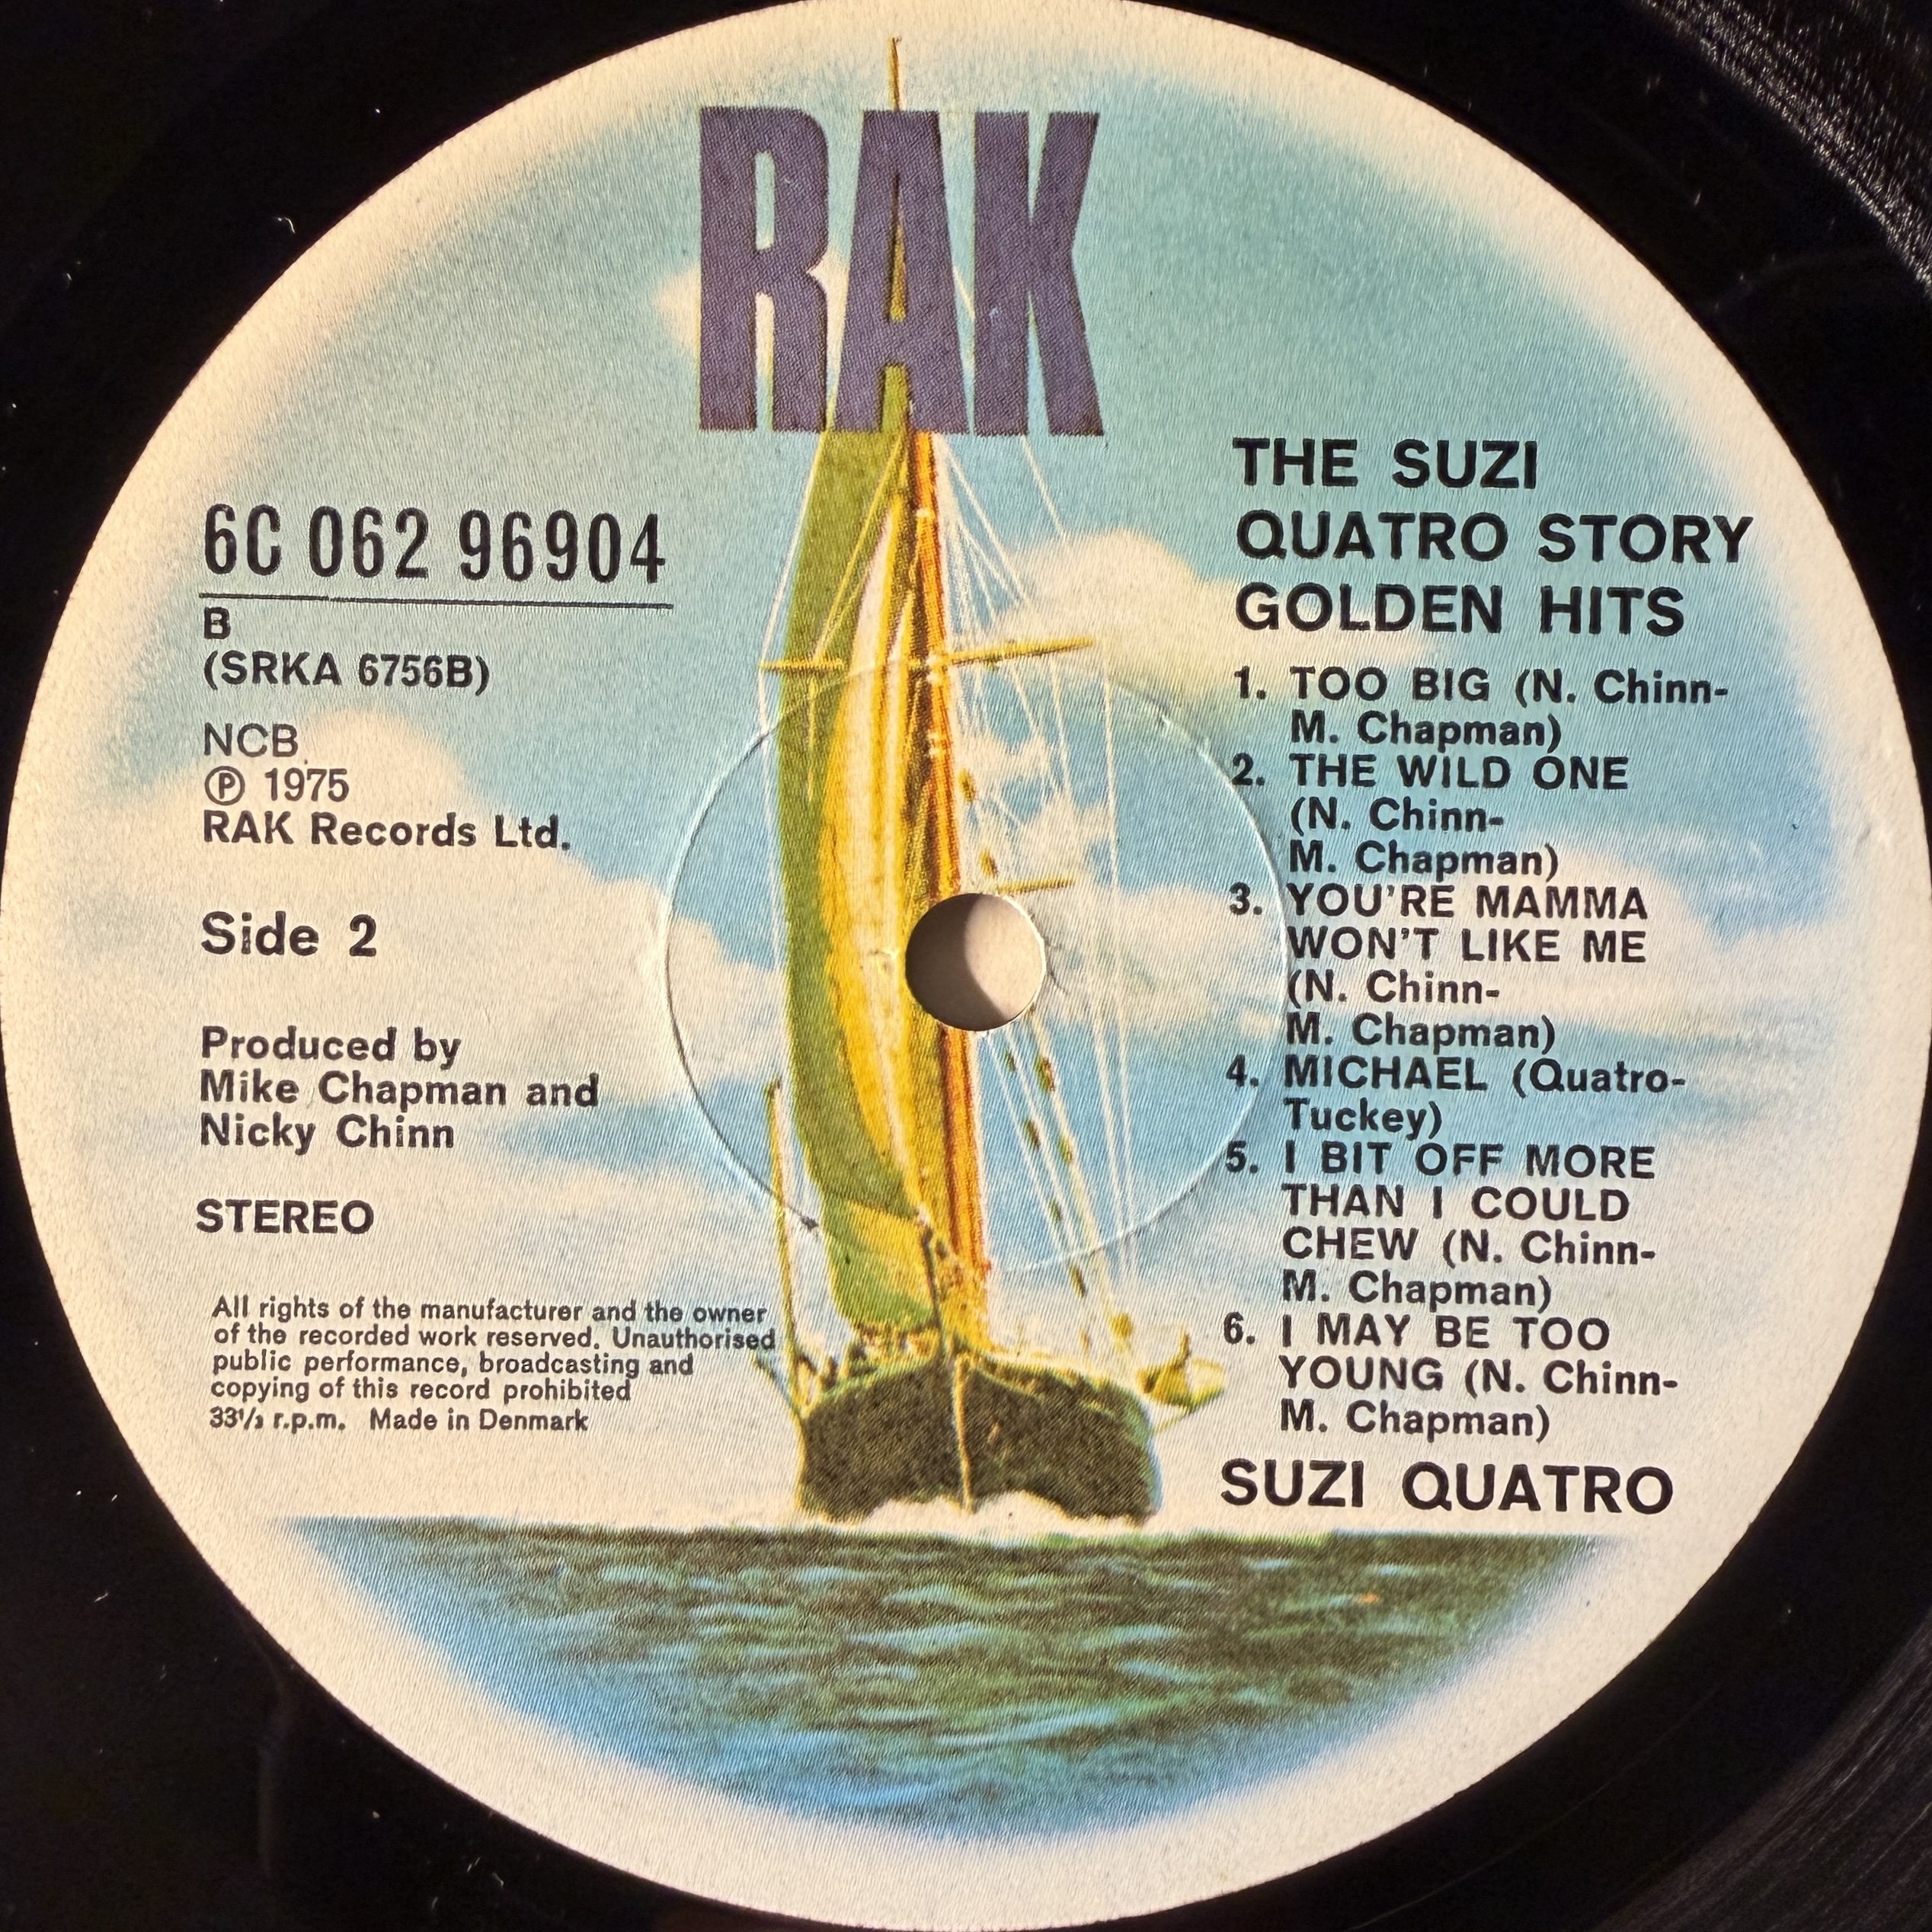 RAK
6C 062 96904
B
(SRKA 6756B)
NCB
Ⓟ 1975
RAK Records Ltd.
Side 2
Produced by
Mike Chapman and
Nicky Chinn
STEREO
All rights of the manufacturer and the owner
of the recorded work reserved. Unauthorised
public performance, broadcasting and
copying of this record prohibited
33⅓ r.p.m. Made in Denmark
THE SUZI
QUATRO STORY
GOLDEN HITS
1. TOO BIG (N. Chinn-
M. Chapman)
2. THE WILD ONE
(N. Chinn-
M. Chapman)
3. YOU'RE MAMMA
WON'T LIKE ME
(N. Chinn-
M. Chapman)
4. MICHAEL (Quatro-
Tuckey)
5. I BIT OFF MORE
THAN I COULD
CHEW (N. Chinn-
M. Chapman)
6. I MAY BE TOO
YOUNG (N. Chinn-
M. Chapman)
SUZI QUATRO